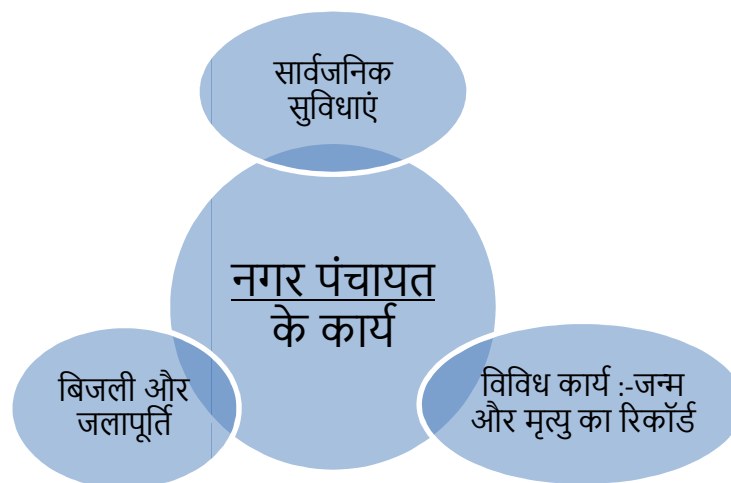 सार्वजनिक
सुविधाएं
नगर पंचायत
के कार्य
बिजली और
जलापूर्ति
विविध कार्य :-जन्म
और मृत्यु का रिकॉर्ड